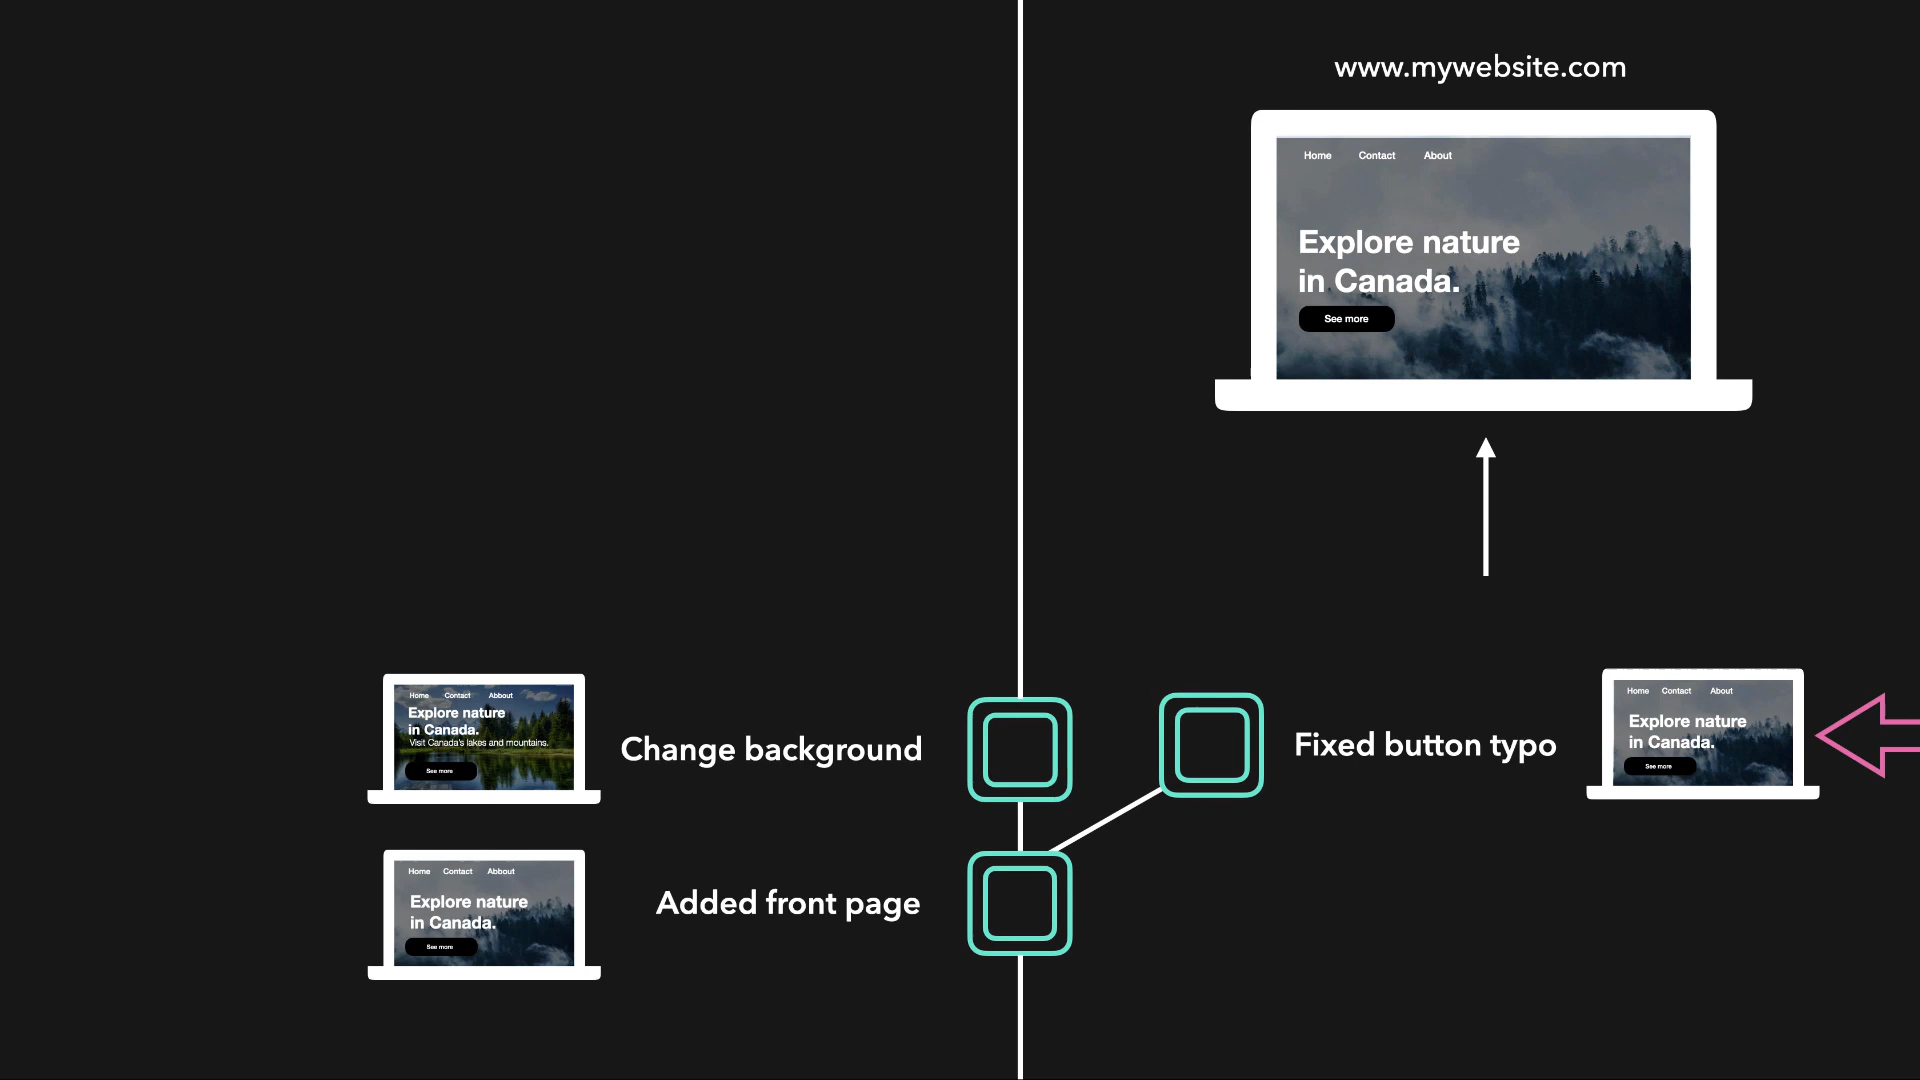 www.mywebsite.com
Home Contact About
Explore nature
in Canada.
See more
Home Contact Abbout
Explore nature
in Canada.
Visit Canada's lakes and mountains.
See more
Change background
Fixed button typo
Home Contact About
Explore nature
in Canada.
See more
Home Contact Abbout
Explore nature
in Canada.
See more
Added front page